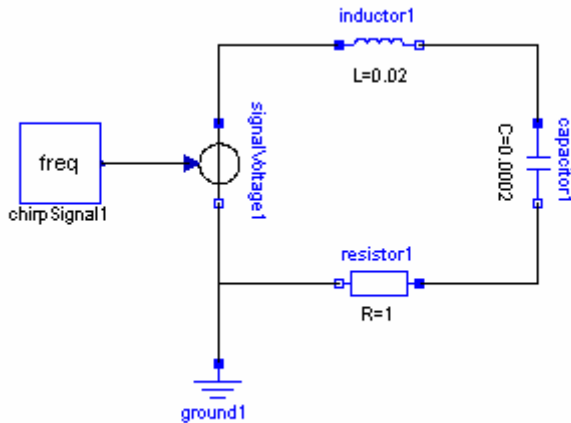 inductor1
L=0.02
signalVoltage1
freq
chirpSignal1
C=0.0002
capacitor1
resistor1
R=1
ground1